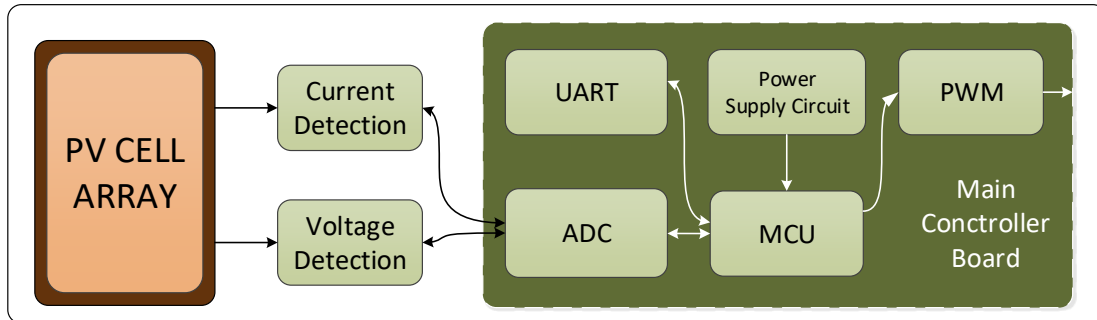 PV CELL
ARRAY
Current
Detection
Voltage
Detection
UART
Power
Supply Circuit
PWM
ADC
MCU
Main
Conctroller
Board